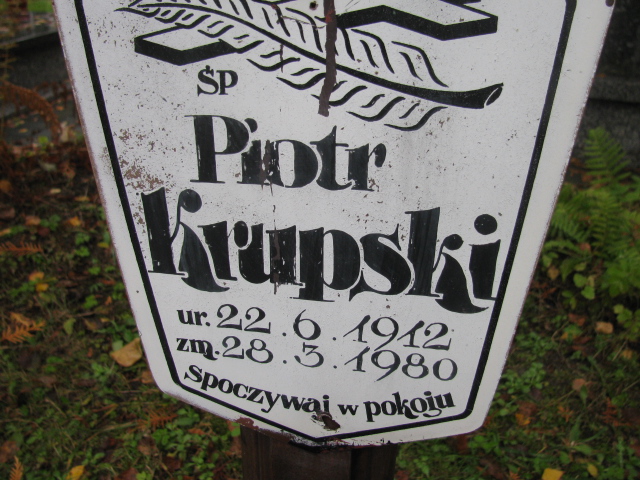 ŚP
Piotr
Krupski
ur. 22.6.1912
zm. 28.3.1980
spoczywaj w pokoju